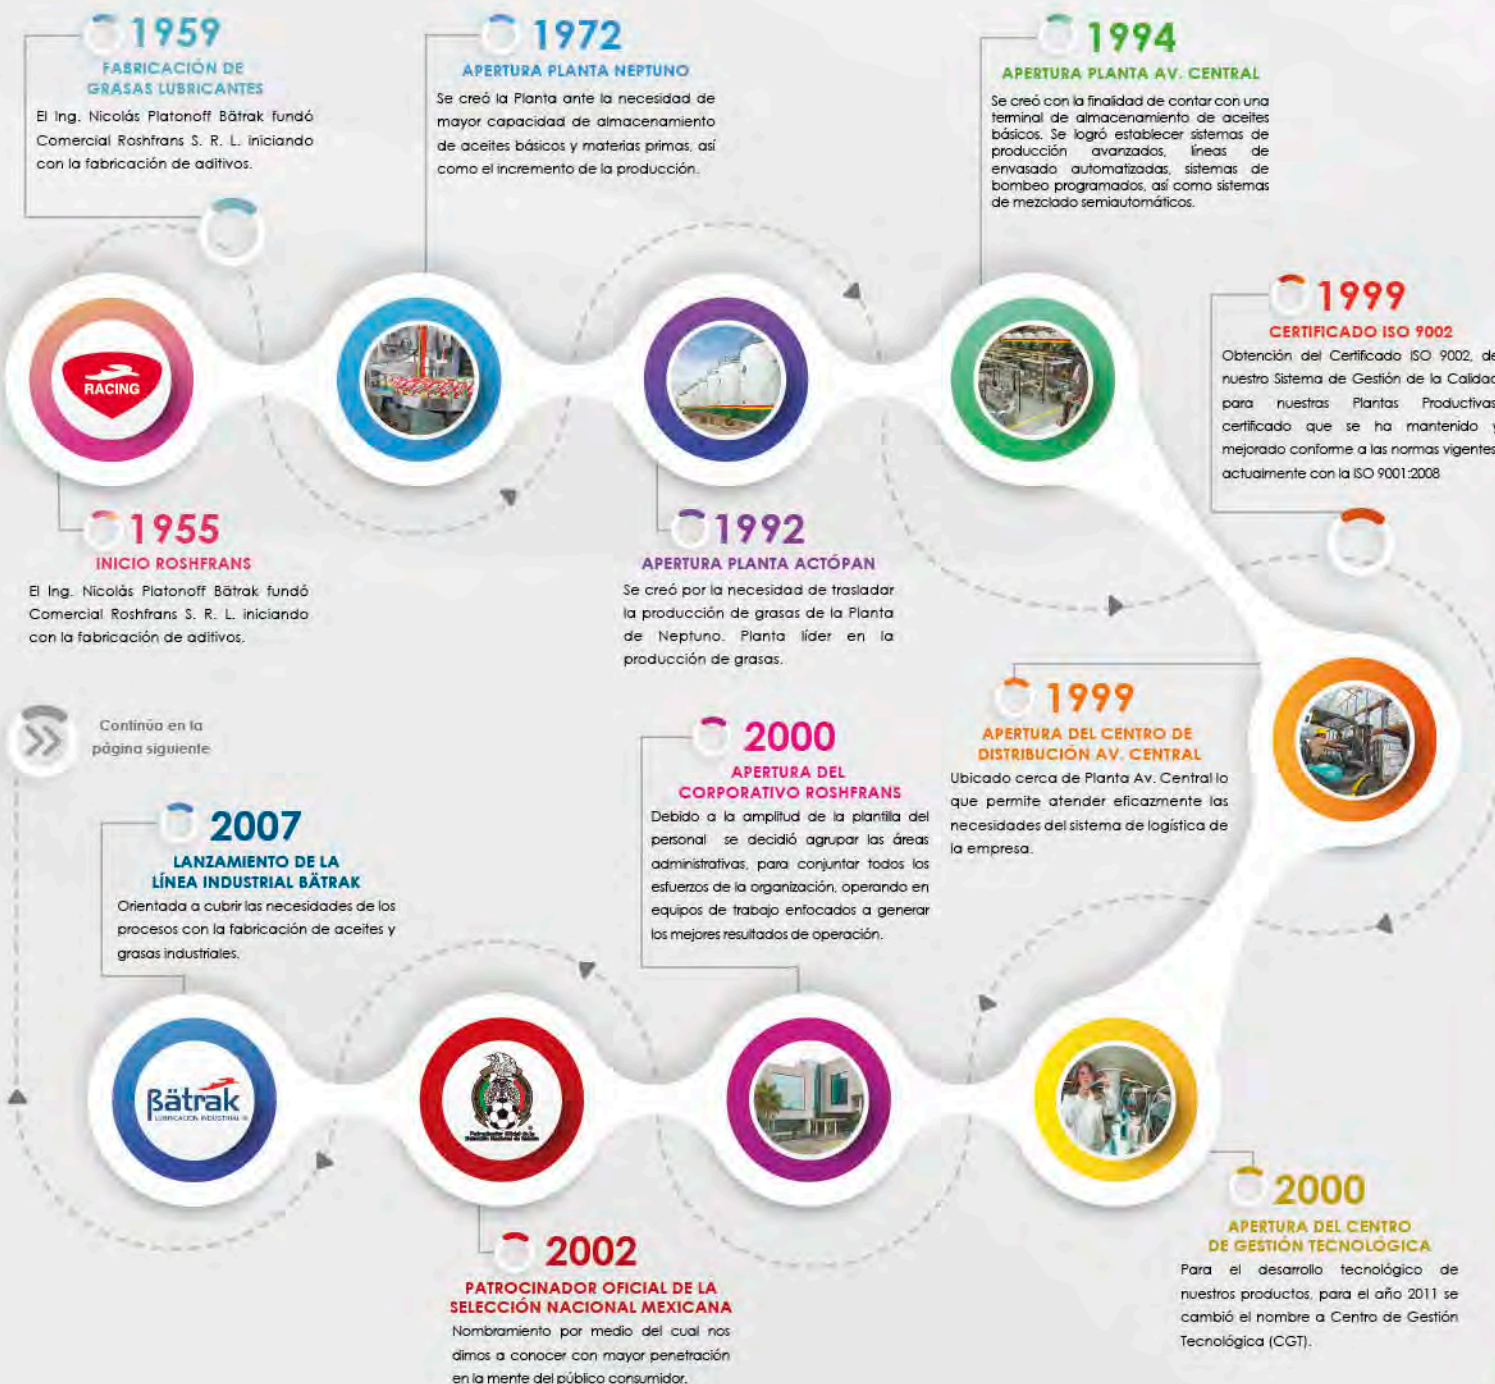 1959
FABRICACIÓN DE
GRASAS LUBRICANTES
El Ing. Nicolás Platonoff Bätrak fundó
Comercial Roshfrans S. R. L. iniciando
con la fabricación de aditivos.
1972
APERTURA PLANTA NEPTUNO
Se creó la Planta ante la necesidad de
mayor capacidad de almacenamiento
de aceites básicos y materias primas, así
como el incremento de la producción.
1994
APERTURA PLANTA AV. CENTRAL
Se creó con la finalidad de contar con una
terminal de almacenamiento de aceites
básicos. Se logró establecer sistemas de
producción avanzados, líneas de
envasado automatizadas, sistemas de
bombeo programados, así como sistemas
de mezclado semiautomáticos.
1999
CERTIFICADO ISO 9002
Obtención del Certificado ISO 9002, de
nuestro Sistema de Gestión de la Calidad
para nuestras Plantas Productivas
certificado que se ha mantenido y
mejorado conforme a las normas vigentes
actualmente con la ISO 9001:2008
RACING
1955
INICIO ROSHFRANS
El Ing. Nicolás Platonoff Bätrak fundó
Comercial Roshfrans S. R. L. iniciando
con la fabricación de aditivos.
1992
APERTURA PLANTA ACTÓPAN
Se creó por la necesidad de trasladar
la producción de grasas de la Planta
de Neptuno. Planta líder en la
producción de grasas.
1999
APERTURA DEL CENTRO DE
DISTRIBUCIÓN AV. CENTRAL
Ubicado cerca de Planta Av. Central lo
que permite atender eficazmente las
necesidades del sistema de logística de
la empresa.
Continúa en la
página siguiente
2000
APERTURA DEL
CORPORATIVO ROSHFRANS
Debido a la amplitud de la plantilla del
personal se decidió agrupar las áreas
administrativas, para conjuntar todos los
esfuerzos de la organización, operando en
equipos de trabajo enfocados a generar
los mejores resultados de operación.
2007
LANZAMIENTO DE LA
LÍNEA INDUSTRIAL BÄTRAK
Orientada a cubrir las necesidades de los
procesos con la fabricación de aceites y
grasas industriales.
Bätrak
LUBRICACIÓN INDUSTRIAL
Patrocinador Oficial de la
Selección Nacional de México
2002
PATROCINADOR OFICIAL DE LA
SELECCIÓN NACIONAL MEXICANA
Nombramiento por medio del cual nos
dimos a conocer con mayor penetración
en la mente del público consumidor.
2000
APERTURA DEL CENTRO
DE GESTIÓN TECNOLÓGICA
Para el desarrollo tecnológico de
nuestros productos, para el año 2011 se
cambió el nombre a Centro de Gestión
Tecnológica (CGT).